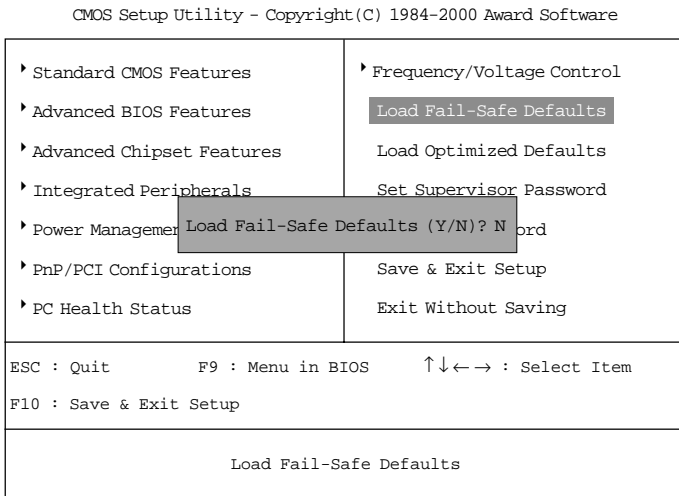 CMOS Setup Utility - Copyright(C) 1984-2000 Award Software
Standard CMOS Features
Advanced BIOS Features
Advanced Chipset Features
Integrated Peripherals
Power Managemen
PnP/PCI Configurations
PC Health Status
Frequency/Voltage Control
Load Fail-Safe Defaults
Load Optimized Defaults
Set Supervisor Password
ord
Save & Exit Setup
Exit Without Saving
Load Fail-Safe Defaults (Y/N)? N
ESC : Quit F9 : Menu in BIOS ↑↓←→ : Select Item
F10 : Save & Exit Setup
Load Fail-Safe Defaults